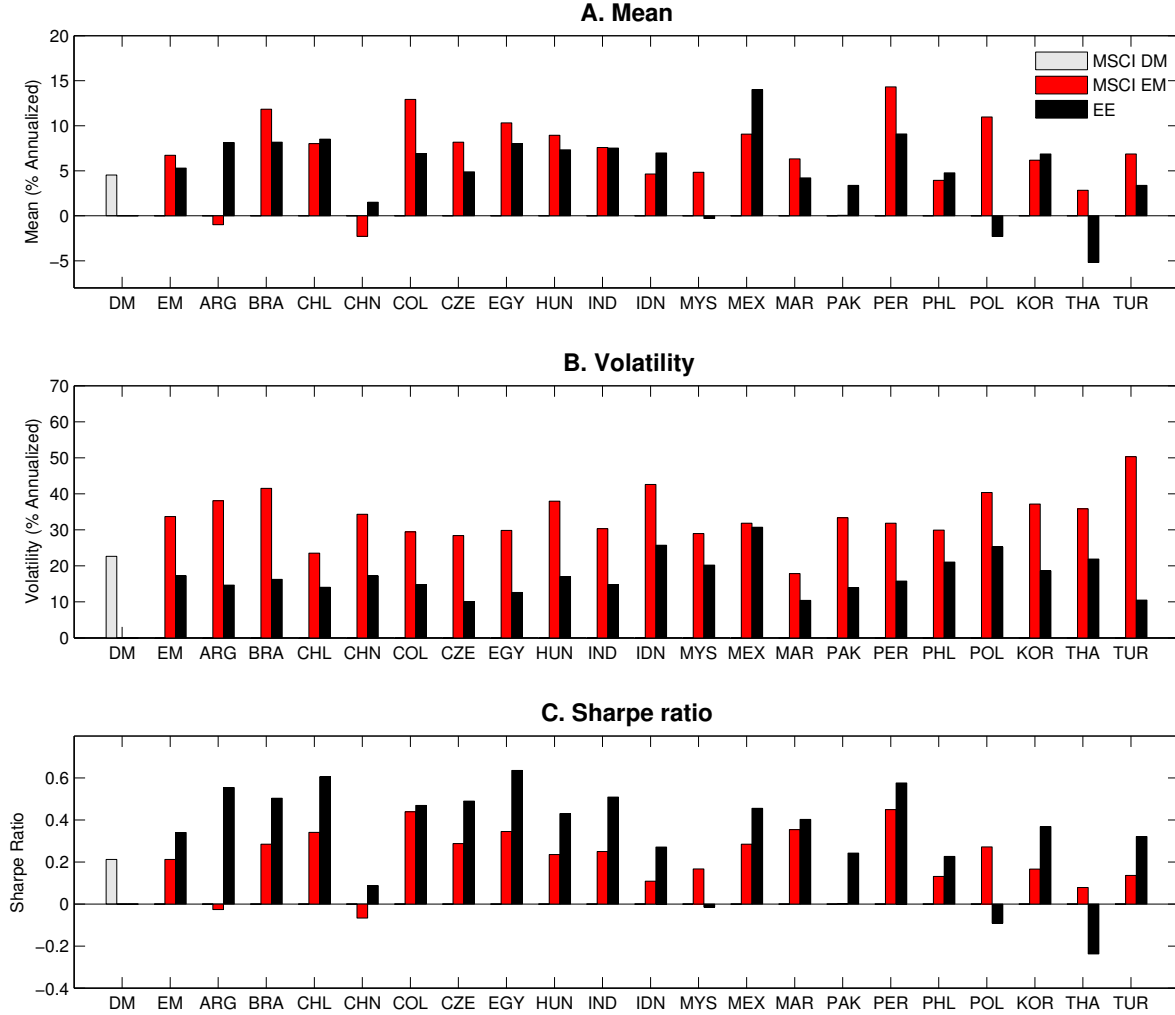 A. Mean
20
15
10
5
0
−5
Mean (% Annualized)
MSCI DM
MSCI EM
EE
DM EM ARG BRA CHL CHN COL CZE EGY HUN IND IDN MYS MEX MAR PAK PER PHL POL KOR THA TUR
B. Volatility
70
60
50
40
30
20
10
0
Volatility (% Annualized)
DM EM ARG BRA CHL CHN COL CZE EGY HUN IND IDN MYS MEX MAR PAK PER PHL POL KOR THA TUR
C. Sharpe ratio
0.6
0.4
0.2
0
−0.2
−0.4
Sharpe Ratio
DM EM ARG BRA CHL CHN COL CZE EGY HUN IND IDN MYS MEX MAR PAK PER PHL POL KOR THA TUR